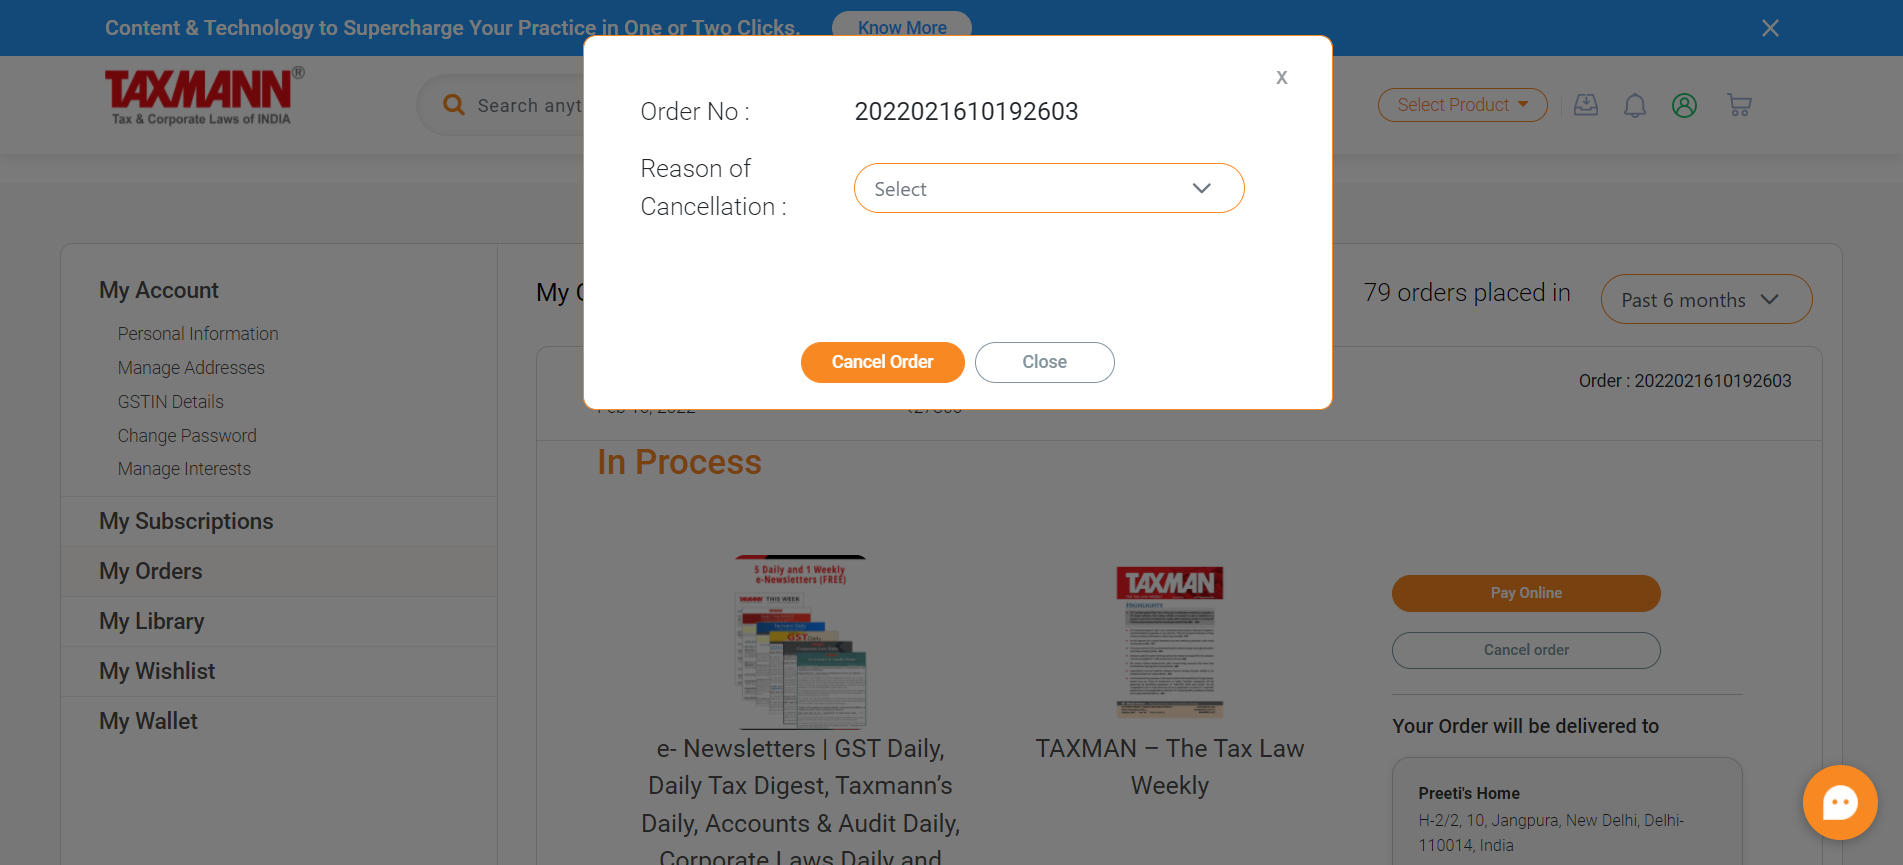 Content & Technology to Supercharge Your Practice in One or Two Clicks.
Know More
TAXMANN®
Tax & Corporate Laws of INDIA
Search anyt
Select Product
X
Order No :
2022021610192603
Reason of
Cancellation :
Select
Cancel Order
Close
My Account
Personal Information
Manage Addresses
GSTIN Details
Change Password
Manage Interests
My Subscriptions
My Orders
My Library
My Wishlist
My Wallet
79 orders placed in
Past 6 months
Order : 2022021610192603
In Process
5 Daily and 1 Weekly
e-Newsletters (FREE)
TAXMANN THIS WEEK
GST Daily
e- Newsletters | GST Daily,
Daily Tax Digest, Taxmann’s
Daily, Accounts & Audit Daily,
Corporate Laws Daily and
TAXMAN
HIGHLIGHTS
TAXMAN – The Tax Law
Weekly
Pay Online
Cancel order
Your Order will be delivered to
Preeti's Home
H-2/2, 10, Jangpura, New Delhi, Delhi-
110014, India